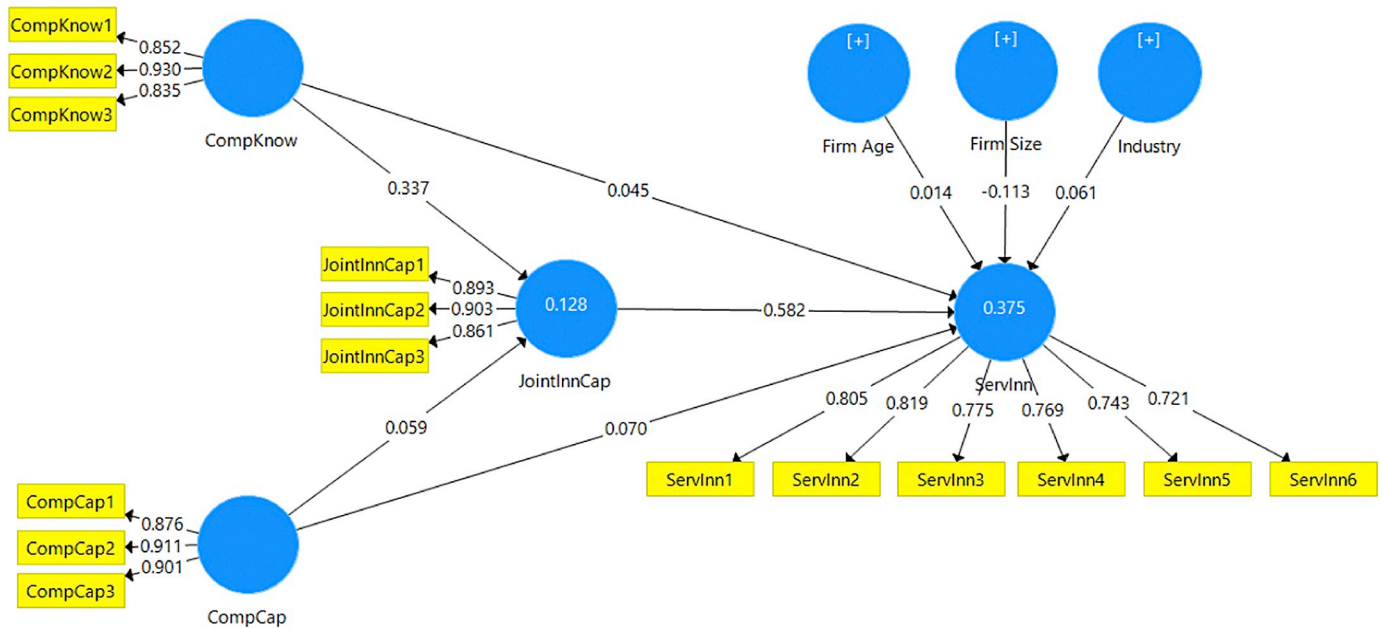 CompKnow1
CompKnow2
CompKnow3
0.852
0.930
0.835
CompKnow
[+]
[+]
[+]
Firm Age
Firm Size
Industry
0.337
0.045
0.014
-0.113
0.061
JointInnCap1
JointInnCap2
JointInnCap3
0.893
0.903
0.861
0.128
JointInnCap
0.582
0.375
ServInn
0.059
0.070
0.805
0.819
0.775
0.769
0.743
0.721
ServInn1
ServInn2
ServInn3
ServInn4
ServInn5
ServInn6
CompCap1
CompCap2
CompCap3
0.876
0.911
0.901
CompCap